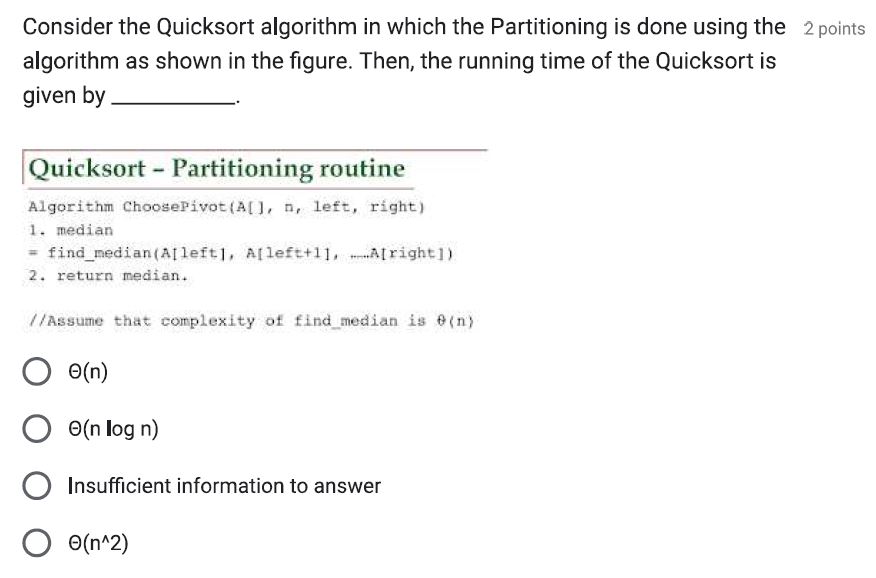 Consider the Quicksort algorithm in which the Partitioning is done using the 2 points
algorithm as shown in the figure. Then, the running time of the Quicksort is
given by __________.
Quicksort – Partitioning routine
Algorithm ChoosePivot(A[], n, left, right)
1. median
= find_median(A[left], A[left+1], ……A[right])
2. return median.
//Assume that complexity of find_median is θ(n)
Θ(n)
Θ(n log n)
Insufficient information to answer
Θ(n^2)